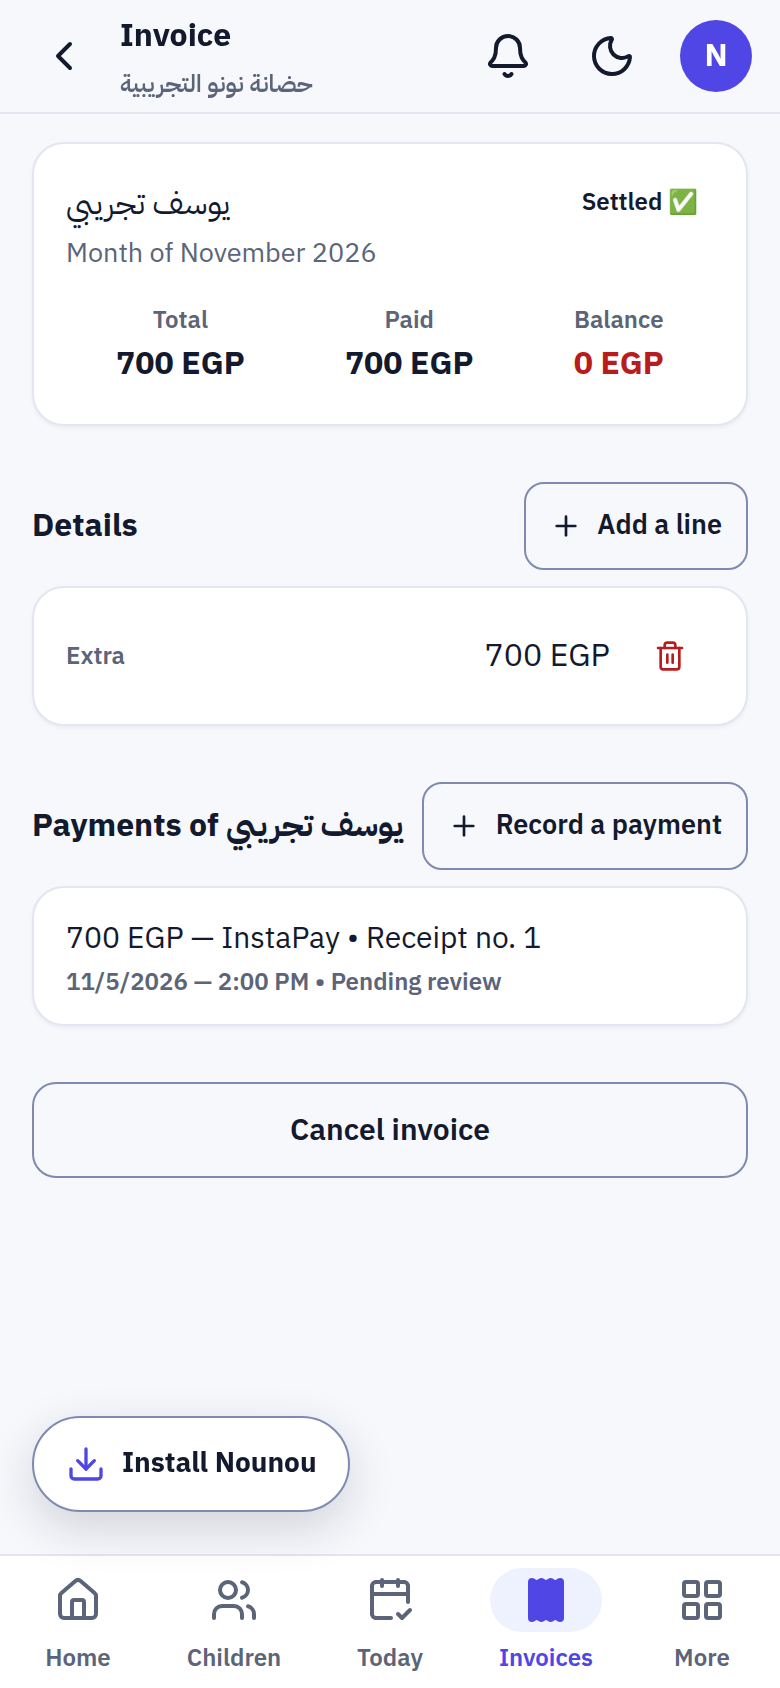 Invoice
حضانة نونو التجريبية
N
يوسف تجريبي
Settled ✅
Month of November 2026
Total Paid Balance
700 EGP 700 EGP 0 EGP
Details
Add a line
Extra 700 EGP
Payments of يوسف تجريبي
Record a payment
700 EGP — InstaPay • Receipt no. 1
11/5/2026 — 2:00 PM • Pending review
Cancel invoice
Install Nounou
Home Children Today Invoices More